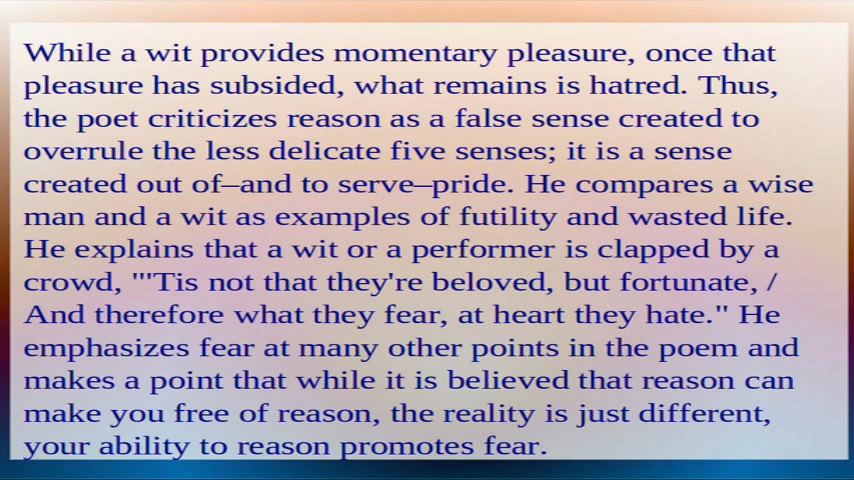 While a wit provides momentary pleasure, once that
pleasure has subsided, what remains is hatred. Thus,
the poet criticizes reason as a false sense created to
overrule the less delicate five senses; it is a sense
created out of–and to serve–pride. He compares a wise
man and a wit as examples of futility and wasted life.
He explains that a wit or a performer is clapped by a
crowd, "'Tis not that they're beloved, but fortunate, /
And therefore what they fear, at heart they hate." He
emphasizes fear at many other points in the poem and
makes a point that while it is believed that reason can
make you free of reason, the reality is just different,
your ability to reason promotes fear.